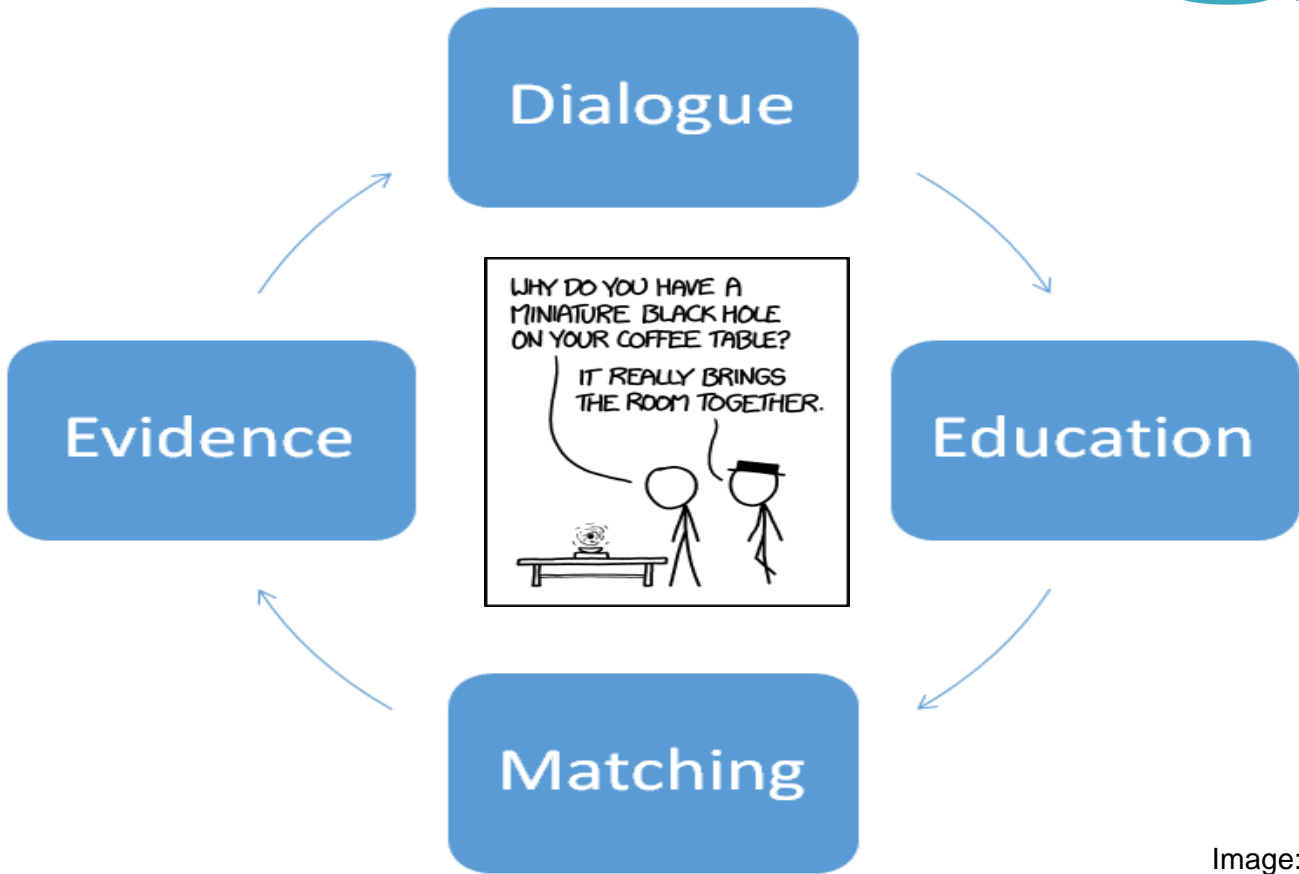 Dialogue
WHY DO YOU HAVE A
MINIATURE BLACK HOLE
ON YOUR COFFEE TABLE?
IT REALLY BRINGS
THE ROOM TOGETHER.
Evidence
Education
Matching
Image: